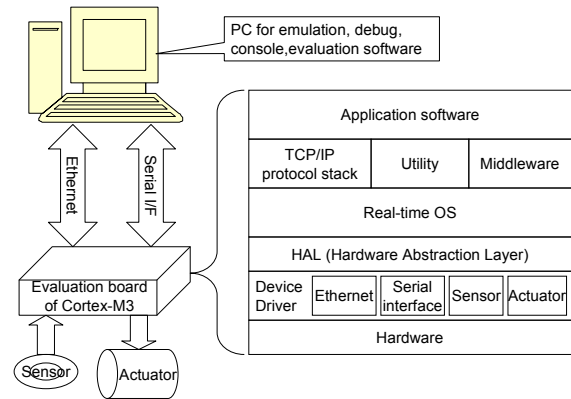 PC for emulation, debug,
console,evaluation software
Ethernet
Serial I/F
Evaluation board
of Cortex-M3
Sensor
Actuator
Application software
TCP/IP
protocol stack
Utility
Middleware
Real-time OS
HAL (Hardware Abstraction Layer)
Device
Driver
Ethernet
Serial
interface
Sensor
Actuator
Hardware